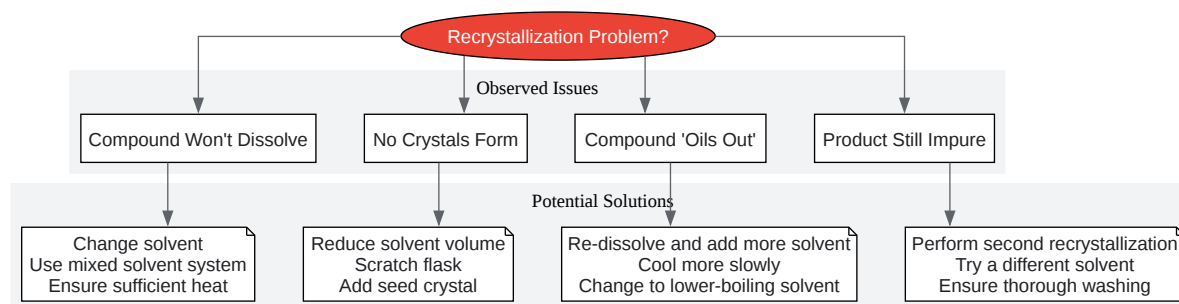 Recrystallization Problem?
Observed Issues
Compound Won't Dissolve
No Crystals Form
Compound 'Oils Out'
Product Still Impure
Potential Solutions
Change solvent
Use mixed solvent system
Ensure sufficient heat
Reduce solvent volume
Scratch flask
Add seed crystal
Re-dissolve and add more solvent
Cool more slowly
Change to lower-boiling solvent
Perform second recrystallization
Try a different solvent
Ensure thorough washing